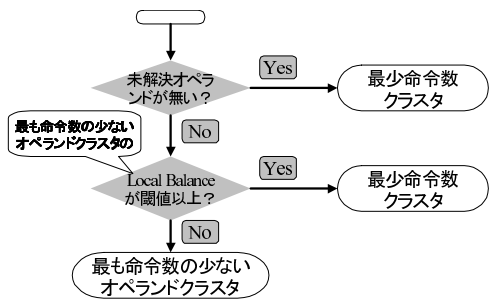 未解決オペラ
ンドが無い？
Yes
最少命令数
クラスタ
No
最も命令数の少ない
オペランドクラスタの
Local Balance
が閾値以上？
Yes
最少命令数
クラスタ
No
最も命令数の少ない
オペランドクラスタ